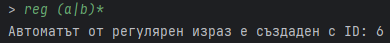 > reg (a|b)*
Автоматът от регулярен израз е създаден с ID: 6